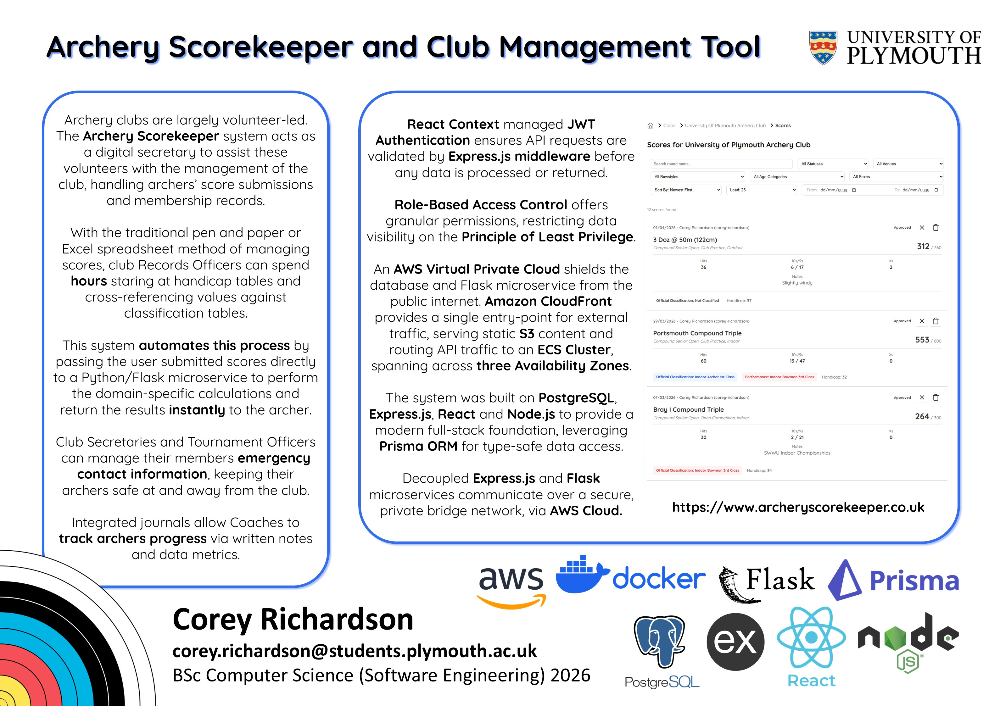 Archery Scorekeeper and Club Management Tool
UNIVERSITY OF
PLYMOUTH
Archery clubs are largely volunteer-led.
The Archery Scorekeeper system acts as
a digital secretary to assist these
volunteers with the management of the
club, handling archers’ score submissions
and membership records.
With the traditional pen and paper or
Excel spreadsheet method of managing
scores, club Records Officers can spend
hours staring at handicap tables and
cross-referencing values against
classification tables.
This system automates this process by
passing the user submitted scores directly
to a Python/Flask microservice to perform
the domain-specific calculations and
return the results instantly to the archer.
Club Secretaries and Tournament Officers
can manage their members emergency
contact information, keeping their
archers safe at and away from the club.
Integrated journals allow Coaches to
track archers progress via written notes
and data metrics.
React Context managed JWT
Authentication ensures API requests are
validated by Express.js middleware before
any data is processed or returned.
Role-Based Access Control offers
granular permissions, restricting data
visibility on the Principle of Least Privilege.
An AWS Virtual Private Cloud shields the
database and Flask microservice from the
public internet. Amazon CloudFront
provides a single entry-point for external
traffic, serving static S3 content and
routing API traffic to an ECS Cluster,
spanning across three Availability Zones.
The system was built on PostgreSQL,
Express.js, React and Node.js to provide a
modern full-stack foundation, leveraging
Prisma ORM for type-safe data access.
Decoupled Express.js and Flask
microservices communicate over a secure,
private bridge network, via AWS Cloud.
Clubs University Of Plymouth Archery Club Scores
Scores for University of Plymouth Archery Club
Search round name... All Statuses All Venues
All Bowstyles All Age Categories All Sexes
Sort By: Newest First Load: 25 From: dd/mm/yyyy To: dd/mm/yyyy
12 scores found.
07/04/2026 - Corey Richardson (corey-richardson) Approved
3 Doz @ 50m (122cm)
Compound Senior Open, Club Practice, Outdoor 312 / 360
Hits 10s/9s Xs
36 6 / 17 2
Notes
Slightly windy
Official Classification: Not Classified Handicap: 37
29/03/2026 - Corey Richardson (corey-richardson) Approved
Portsmouth Compound Triple
Compound Senior Open, Club Practice, Indoor 553 / 600
Hits 10s/9s Xs
60 13 / 47 0
Official Classification: Indoor Archer 1st Class Performance: Indoor Bowman 3rd Class Handicap: 32
07/03/2026 - Corey Richardson (corey-richardson) Approved
Bray I Compound Triple
Compound Senior Open, Open Competition, Indoor 264 / 300
Hits 10s/9s Xs
30 2 / 21 0
Notes
SWWU Indoor Championships
Official Classification: Indoor Bowman 3rd Class Handicap: 34
https://www.archeryscorekeeper.co.uk
aws docker Flask Prisma
Corey Richardson
corey.richardson@students.plymouth.ac.uk
BSc Computer Science (Software Engineering) 2026
PostgreSQL
ex
React
node
JS®